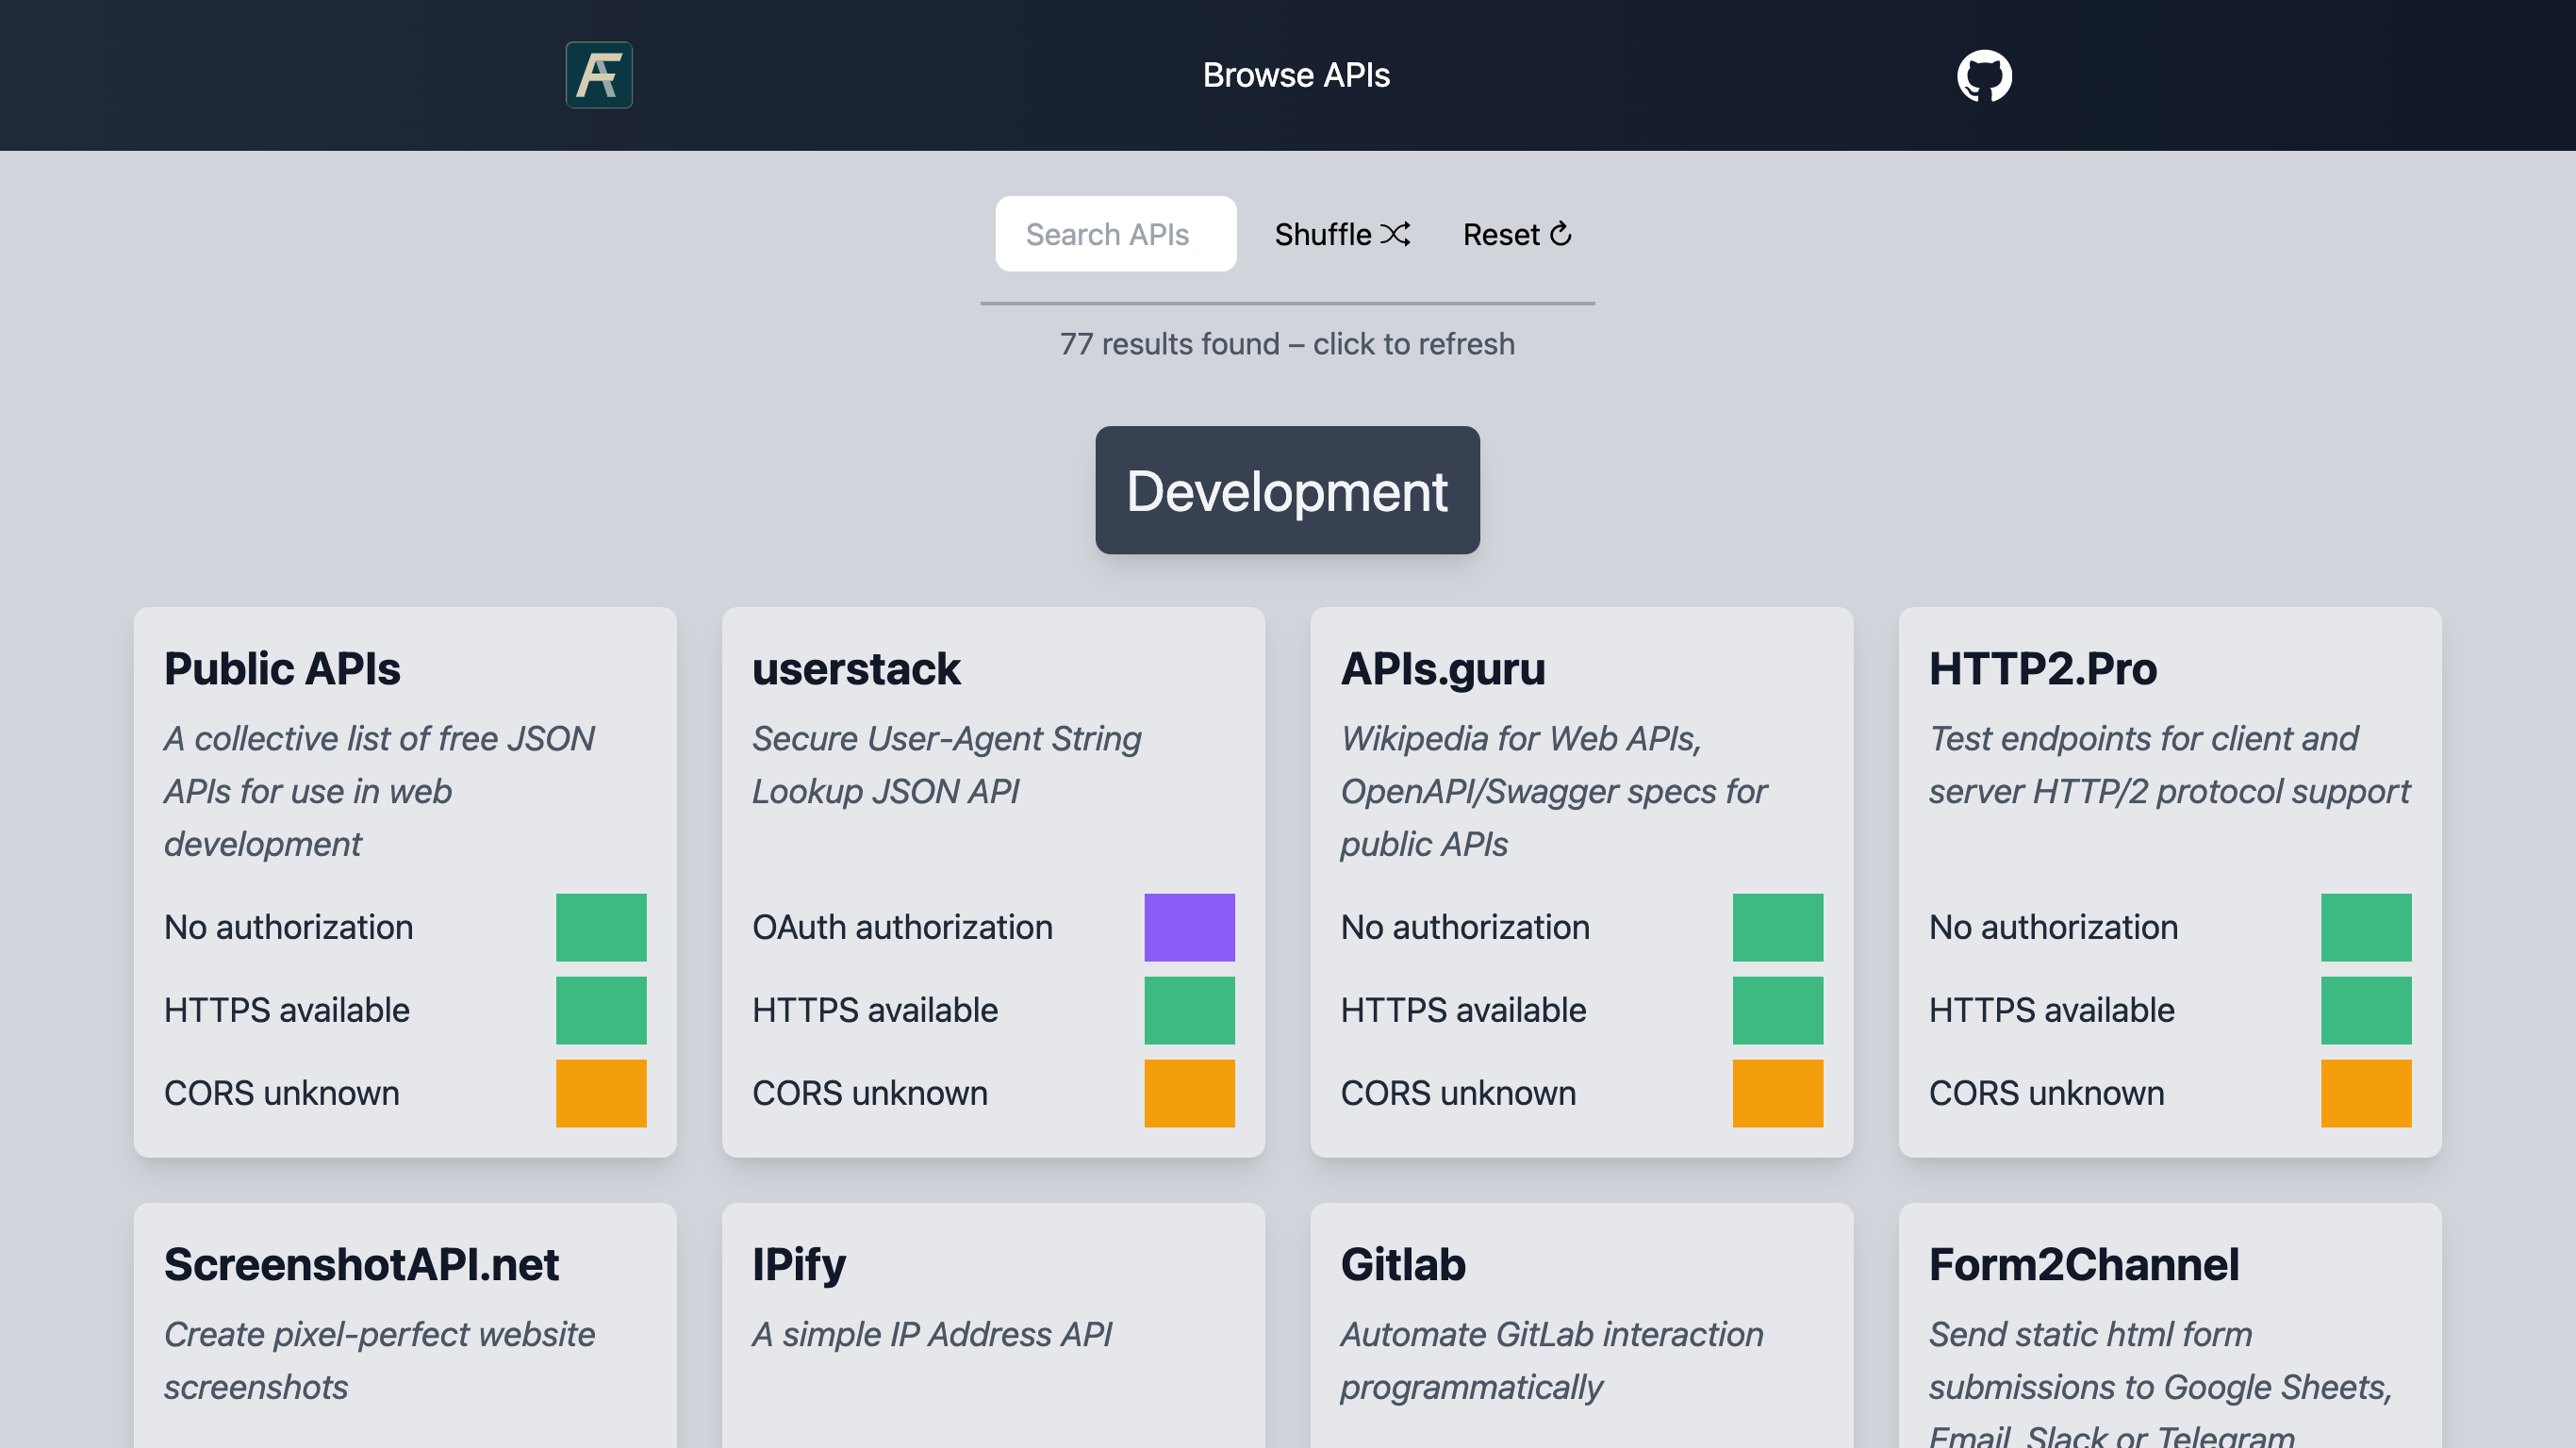 Browse APIs
Search APIs
Shuffle
Reset
77 results found – click to refresh
Development
Public APIs
A collective list of free JSON
APIs for use in web
development
No authorization
HTTPS available
CORS unknown
userstack
Secure User-Agent String
Lookup JSON API
OAuth authorization
HTTPS available
CORS unknown
APIs.guru
Wikipedia for Web APIs,
OpenAPI/Swagger specs for
public APIs
No authorization
HTTPS available
CORS unknown
HTTP2.Pro
Test endpoints for client and
server HTTP/2 protocol support
No authorization
HTTPS available
CORS unknown
ScreenshotAPI.net
Create pixel-perfect website
screenshots
IPify
A simple IP Address API
Gitlab
Automate GitLab interaction
programmatically
Form2Channel
Send static html form
submissions to Google Sheets,
Email, Slack or Telegram